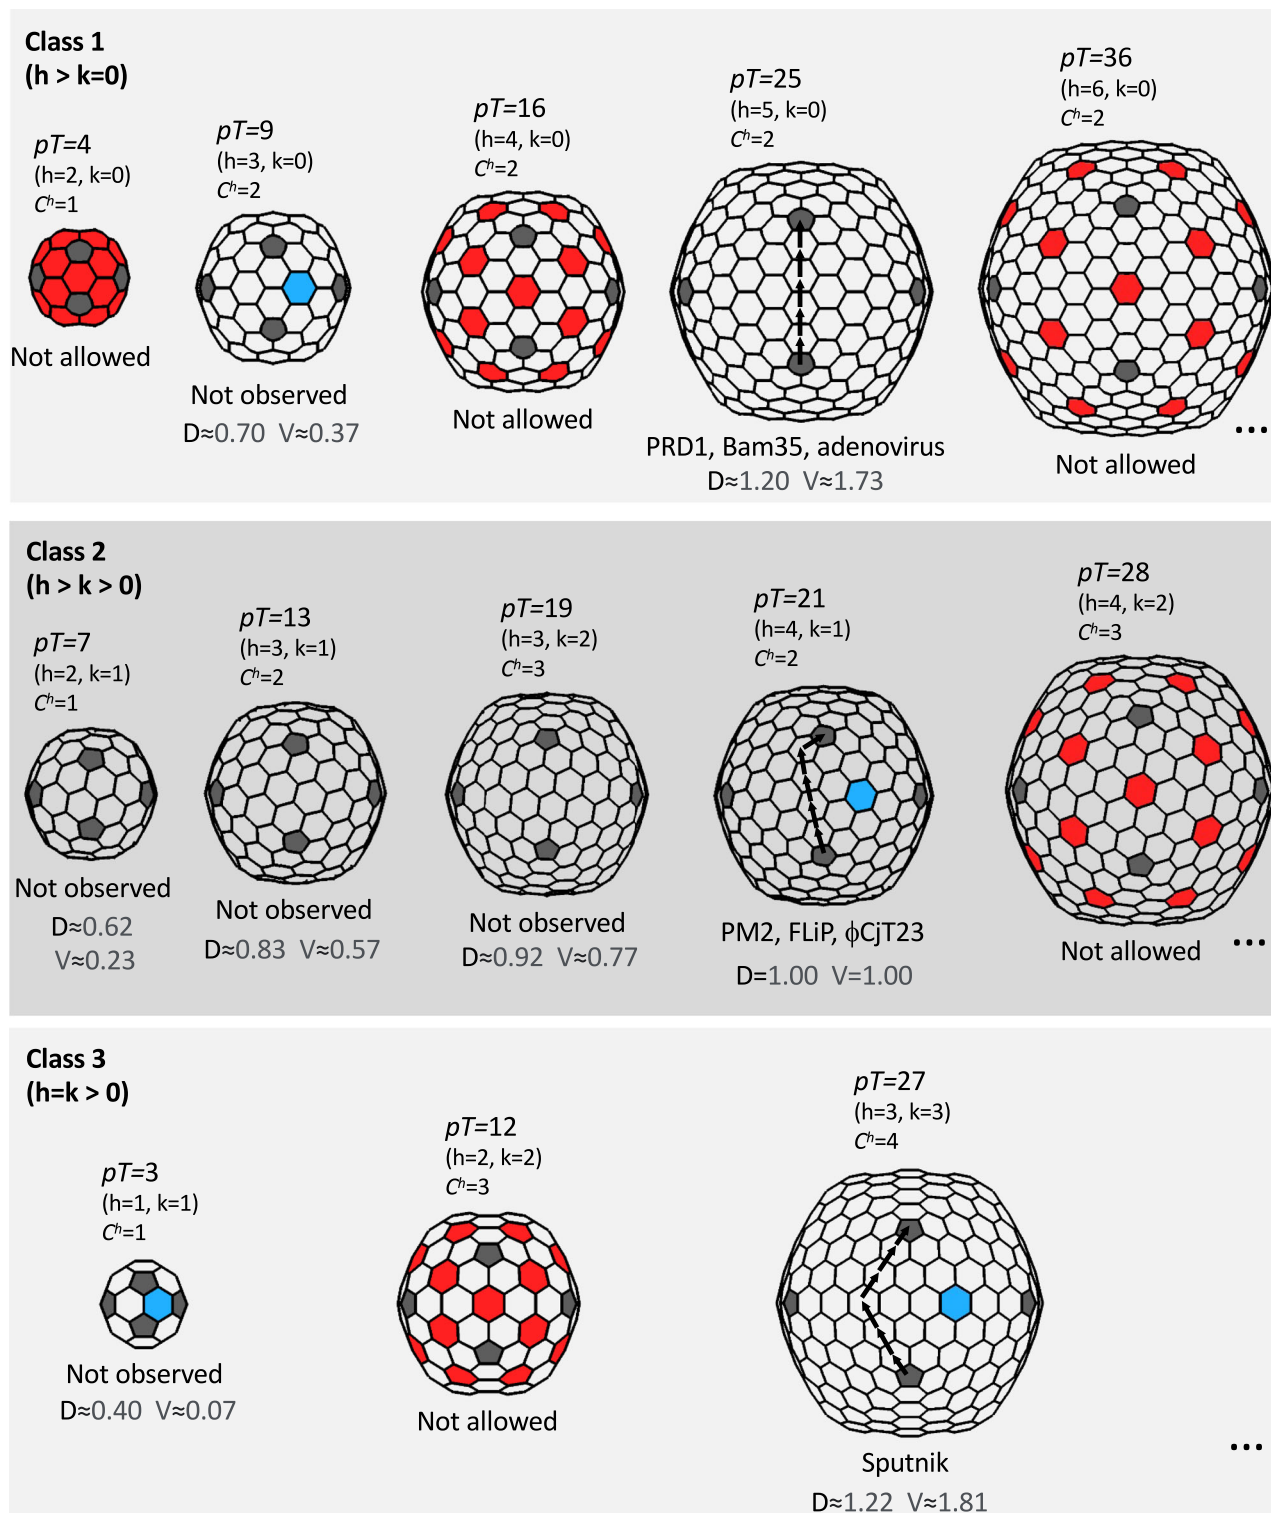 Class 1
(h > k=0)
pT=4
(h=2, k=0)
Cʰ=1
Not allowed
pT=9
(h=3, k=0)
Cʰ=2
Not observed
D≈0.70 V≈0.37
pT=16
(h=4, k=0)
Cʰ=2
Not allowed
pT=25
(h=5, k=0)
Cʰ=2
PRD1, Bam35, adenovirus
D≈1.20 V≈1.73
pT=36
(h=6, k=0)
Cʰ=2
Not allowed
...
Class 2
(h > k > 0)
pT=7
(h=2, k=1)
Cʰ=1
Not observed
D≈0.62
V≈0.23
pT=13
(h=3, k=1)
Cʰ=2
Not observed
D≈0.83 V≈0.57
pT=19
(h=3, k=2)
Cʰ=3
Not observed
D≈0.92 V≈0.77
pT=21
(h=4, k=1)
Cʰ=2
PM2, FLiP, ϕCjT23
D=1.00 V=1.00
pT=28
(h=4, k=2)
Cʰ=3
Not allowed
...
Class 3
(h=k > 0)
pT=3
(h=1, k=1)
Cʰ=1
Not observed
D≈0.40 V≈0.07
pT=12
(h=2, k=2)
Cʰ=3
Not allowed
pT=27
(h=3, k=3)
Cʰ=4
Sputnik
D≈1.22 V≈1.81
...